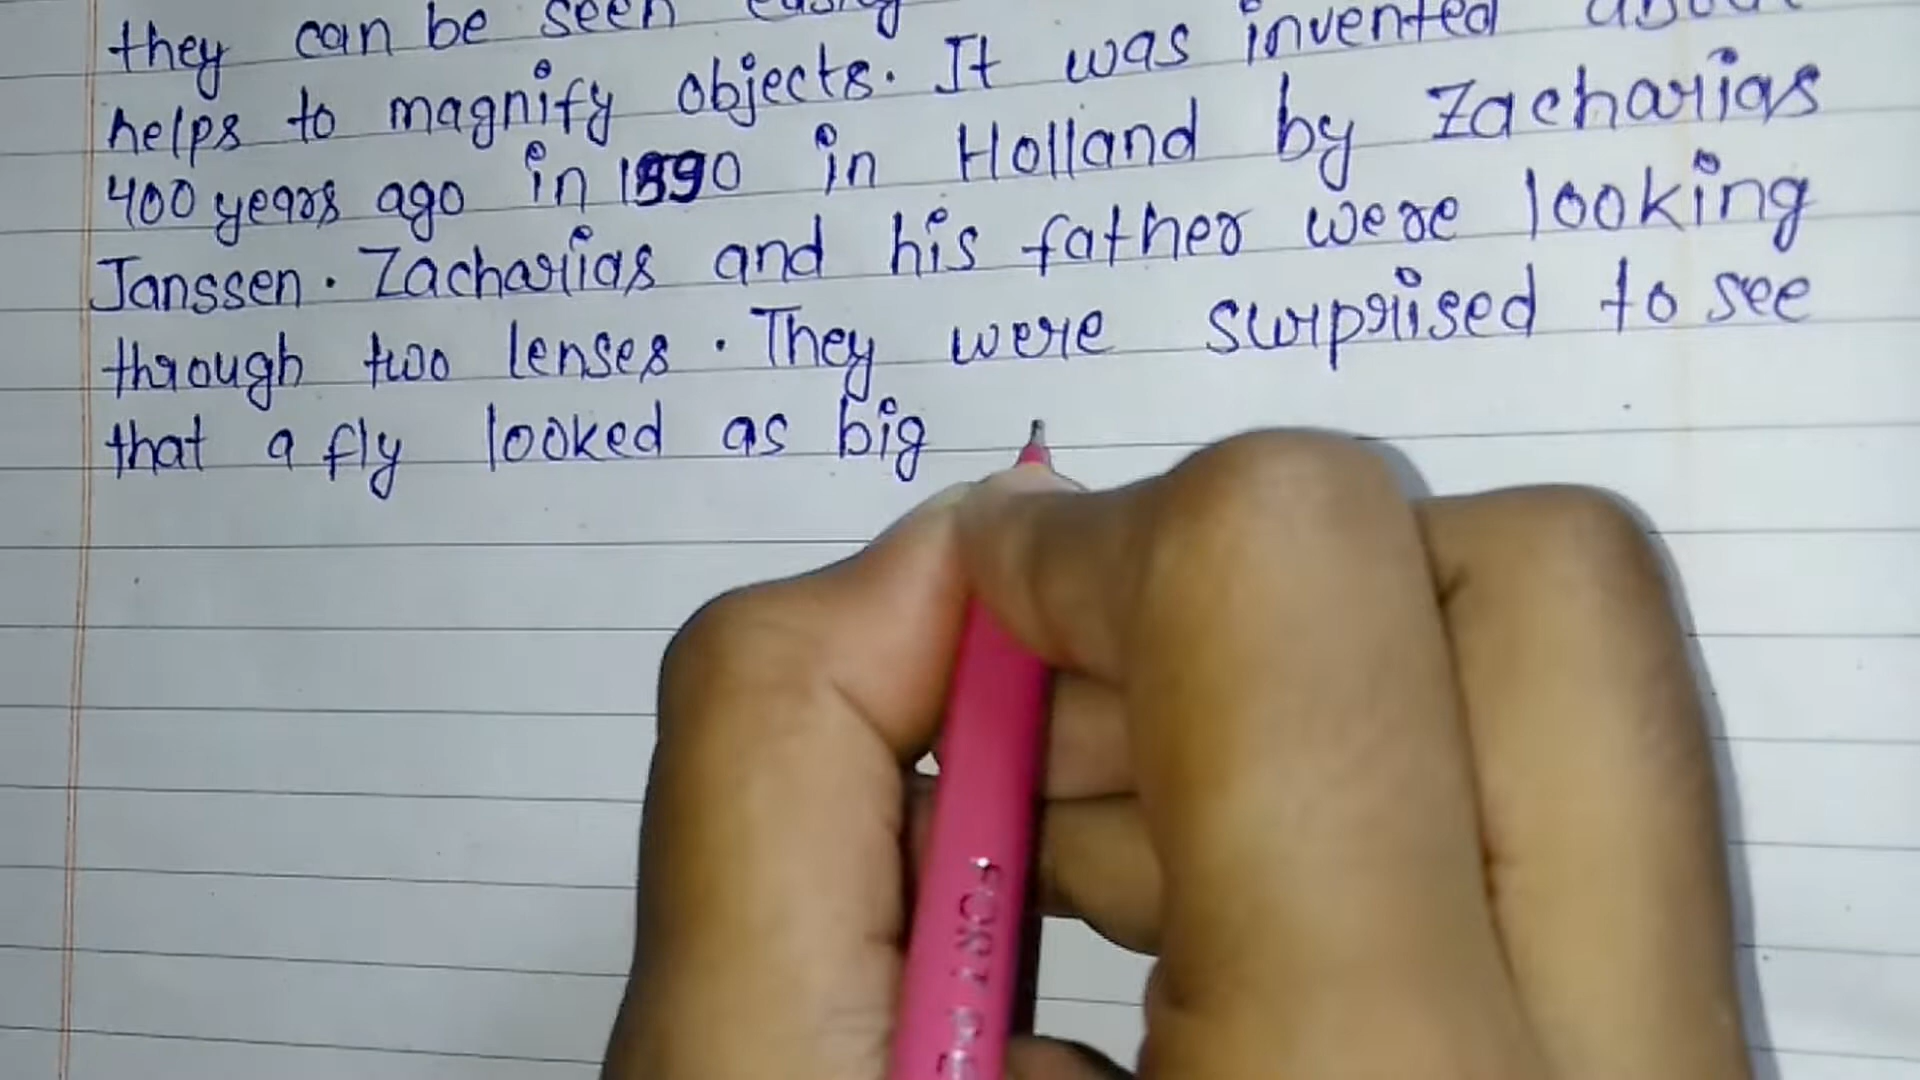 they can be seen easily
helps to magnify objects. It was invented about
400 years ago in 1590 in Holland by Zacharias
Janssen. Zacharias and his father were looking
through two lenses. They were surprised to see
that a fly looked as big